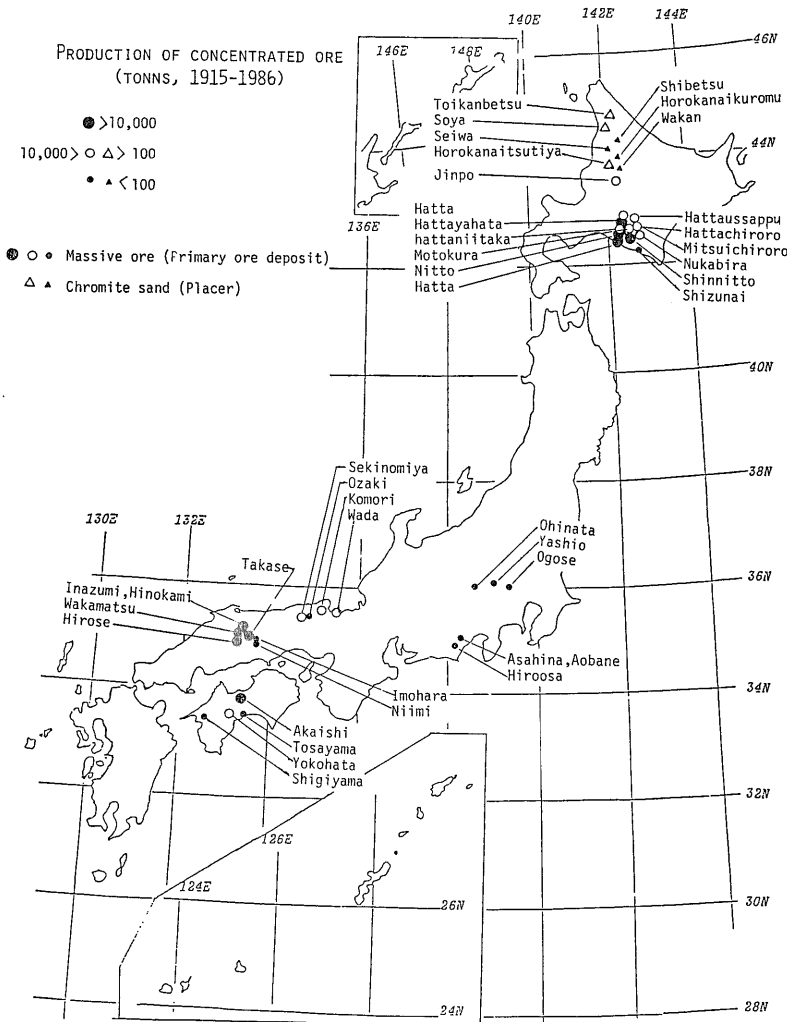 PRODUCTION OF CONCENTRATED ORE
(TONNS, 1915-1986)
>10,000
10,000> ○ △> 100
<100
Massive ore (Frimary ore deposit)
Chromite sand (Placer)
140E
142E
144E
46N
146E
148E
136E
Toikanbetsu
Soya
Seiwa
Horokanaitsutiya
Jinpo
Shibetsu
Horokanaikuromu
Wakan
44N
Hatta
Hattayahata
hattaniitaka
Motokura
Nitto
Hatta
Hattaussappu
Hattachiroro
Mitsuichiroro
Nukabira
Shinnitto
Shizunai
42N
40N
38N
Sekinomiya
Ozaki
Komori
Wada
130E
132E
Takase
Ohinata
Yashio
Ogose
36N
Inazumi,Hinokami
Wakamatsu
Hirose
Asahina,Aobane
Hiroosa
Imohara
Niimi
34N
Akaishi
Tosayama
Yokohata
Shigiyama
32N
126E
124E
26N
30N
24N
28N